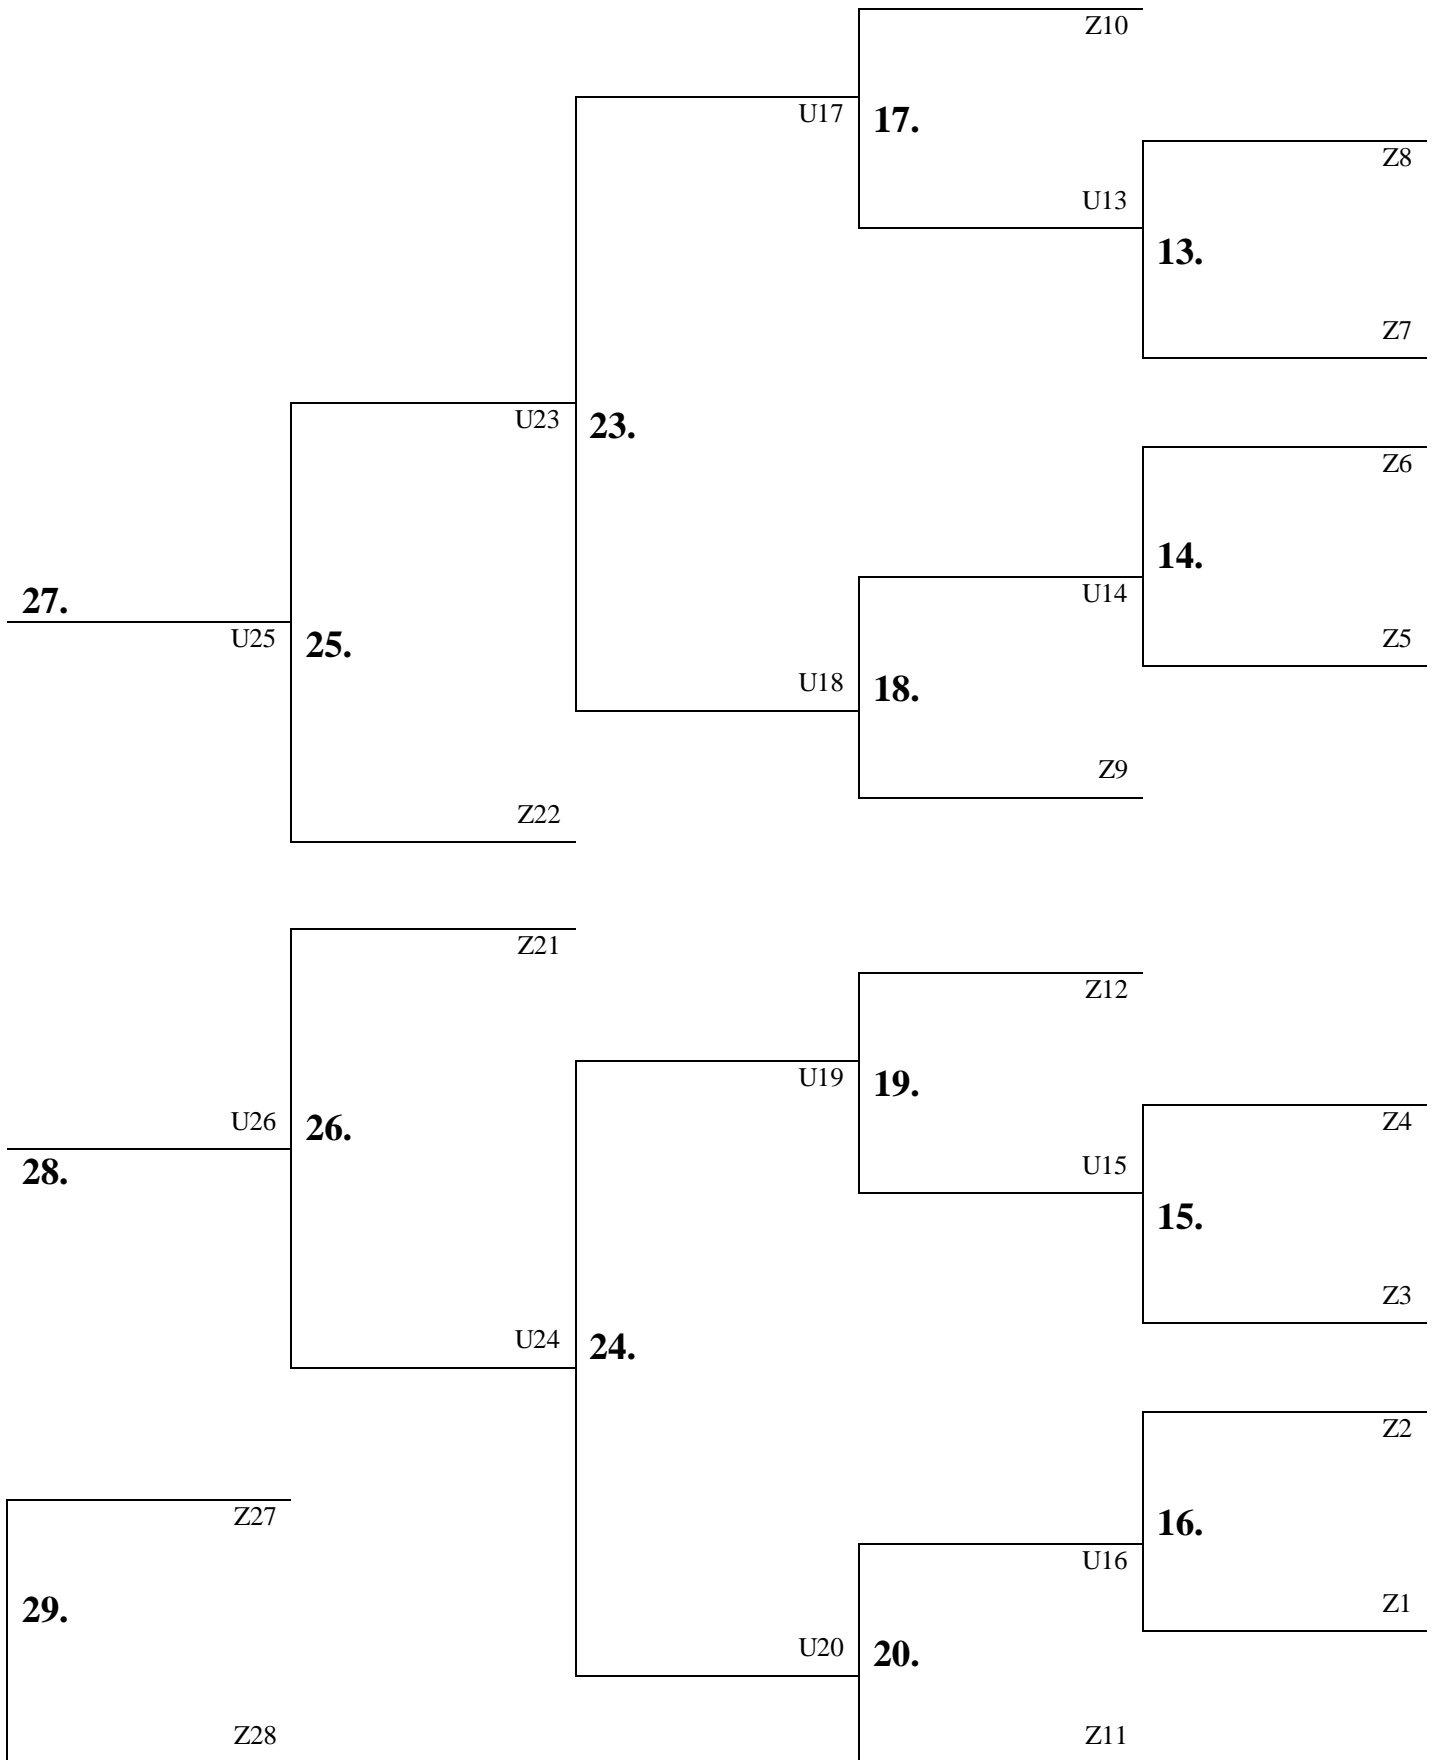 Z10
U17
17.
Z8
U13
13.
Z7
U23
23.
Z6
14.
U14
27.
U25
25.
Z5
U18
18.
Z9
Z22
Z21
Z12
U19
19.
U26
26.
Z4
28.
U15
15.
Z3
U24
24.
Z2
Z27
16.
U16
29.
Z1
U20
20.
Z28
Z11